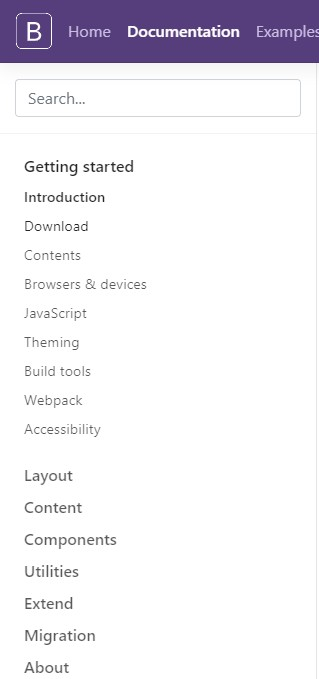 B Home Documentation Examples
Search...
Getting started
Introduction
Download
Contents
Browsers & devices
JavaScript
Theming
Build tools
Webpack
Accessibility
Layout
Content
Components
Utilities
Extend
Migration
About